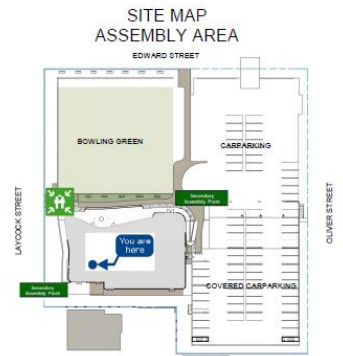 SITE MAP
ASSEMBLY AREA
EDWARD STREET
BOWLING GREEN
CARPARKING
LAYCOCK STREET
Secondary
Assembly Point
OLIVER STREET
You are
here
Secondary
Assembly Point
COVERED CARPARKING